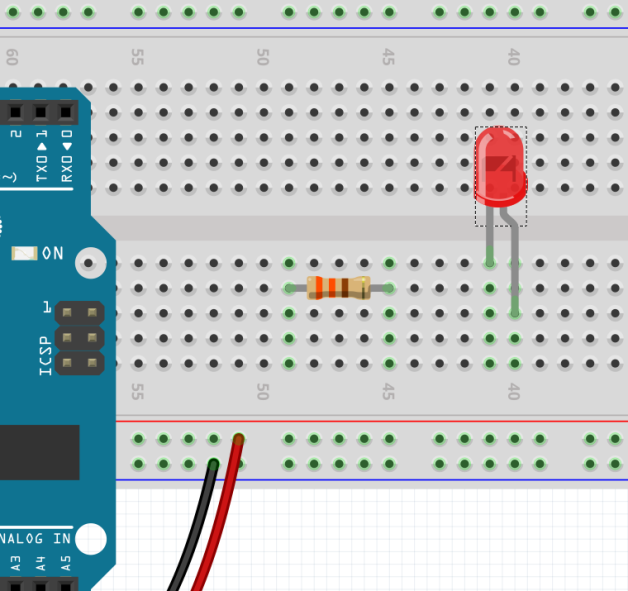 60 55 50 45 40
~ 2
TX0▶1
RX0◀0
ON
1
ICSP
55 50 45 40
NALOG IN
A3 A4 A5